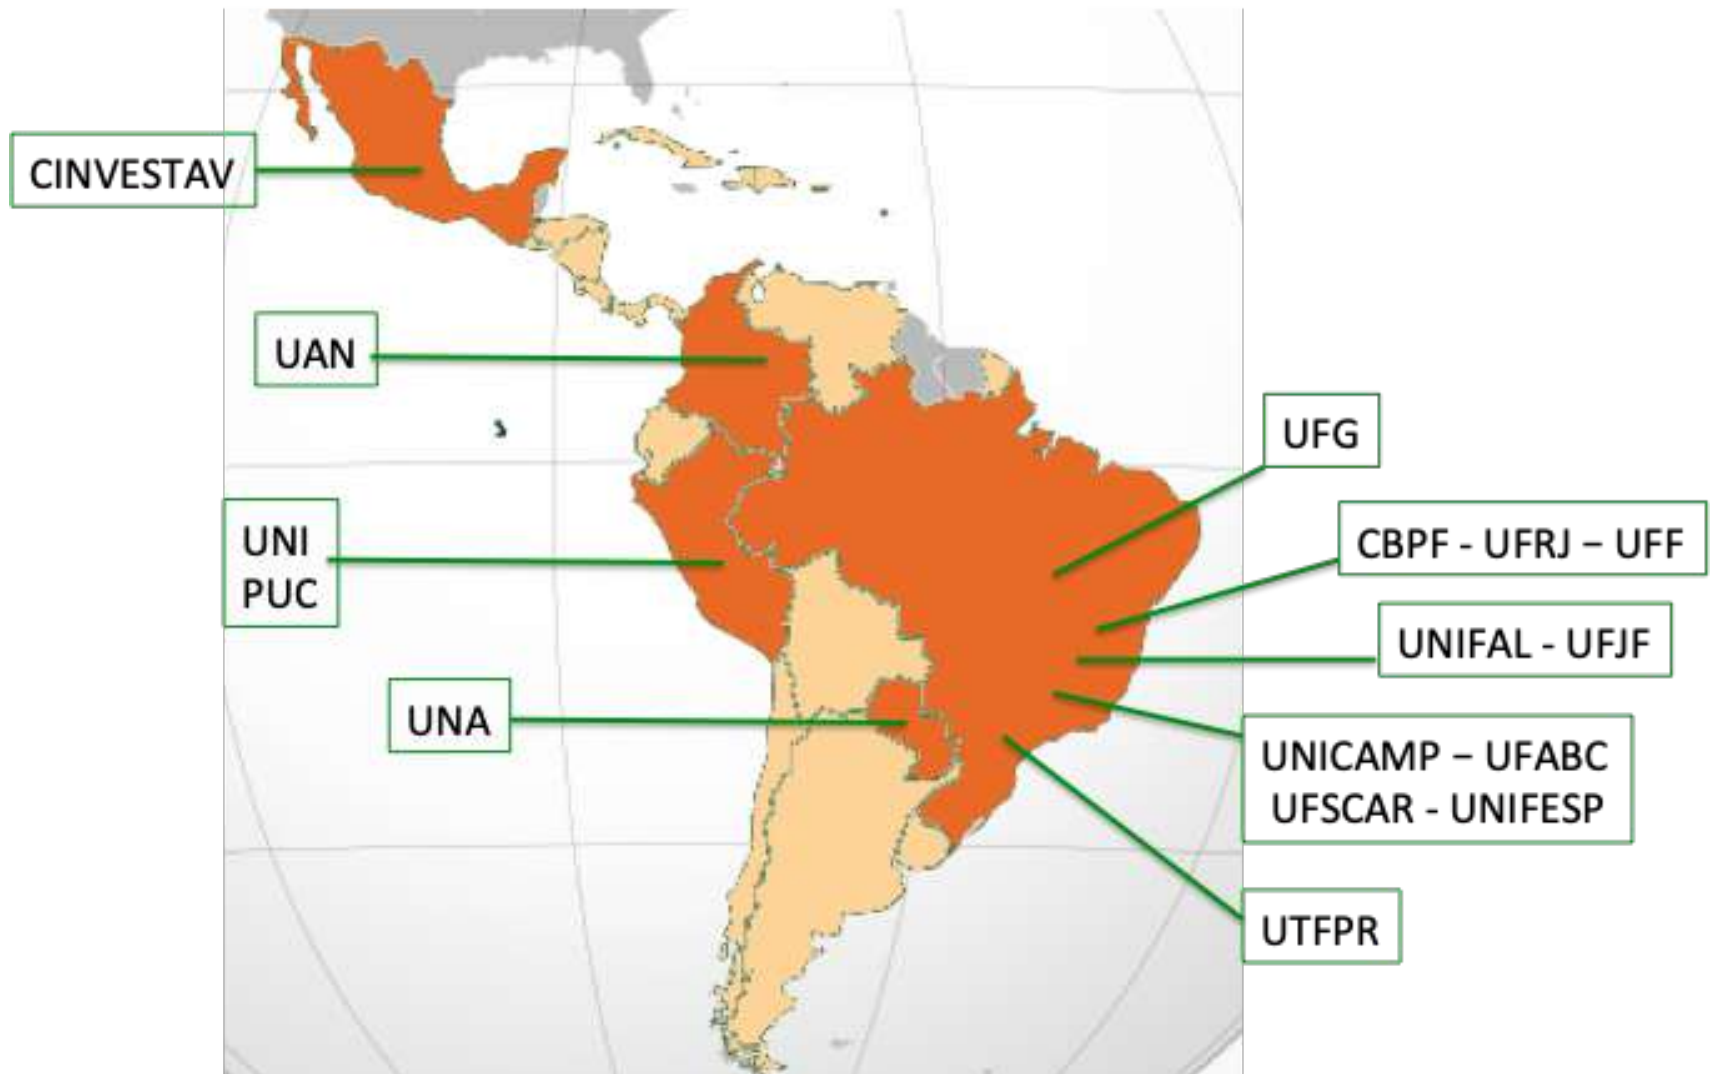 CINVESTAV
UAN
UFG
UNI
PUC
CBPF - UFRJ – UFF
UNIFAL - UFJF
UNA
UNICAMP – UFABC
UFSCAR - UNIFESP
UTFPR